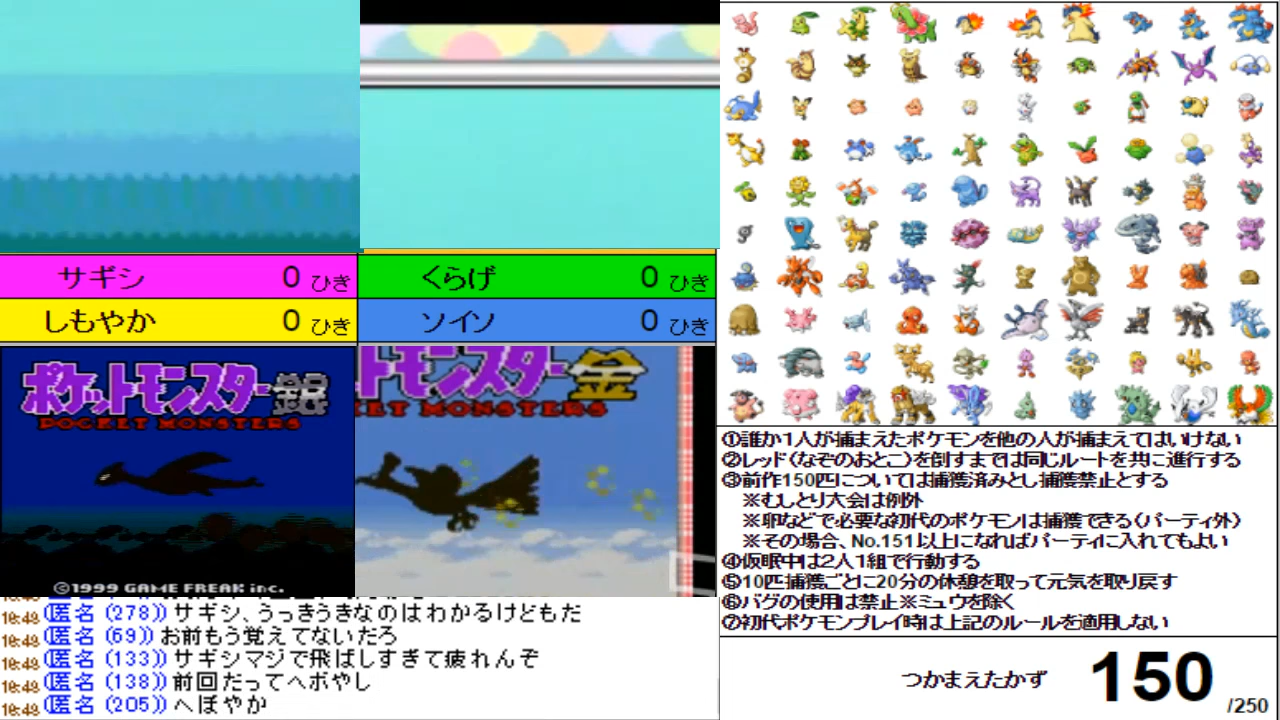 サギシ 0 ひき
くらげ 0 ひき
しもやか 0 ひき
ソイソ 0 ひき
ポケットモンスター銀
POCKET MONSTERS
©1999 GAME FREAK inc.
トモンスター金
KET MONSTERS
16:48 (匿名 (278)) サギシ、うっきうきなのはわかるけどもだ
16:48 (匿名 (69)) お前もう覚えてないだろ
16:48 (匿名 (133)) サギシマジで飛ばしすぎて疲れんぞ
16:48 (匿名 (138)) 前回だってヘボやし
16:48 (匿名 (205)) へぼやか
①誰か1人が捕まえたポケモンを他の人が捕まえてはいけない
②レッド(なぞのおとこ)を倒すまでは同じルートを共に進行する
③前作150匹については捕獲済みとし捕獲禁止とする
※むしとり大会は例外
※卵などで必要な初代のポケモンは捕獲できる(パーティ外)
※その場合、No.151以上になればパーティに入れてもよい
④仮眠中は2人1組で行動する
⑤10匹捕獲ごとに20分の休憩を取って元気を取り戻す
⑥バグの使用は禁止※ミュウを除く
⑦初代ポケモンプレイ時は上記のルールを適用しない
つかまえたかず 150 /250